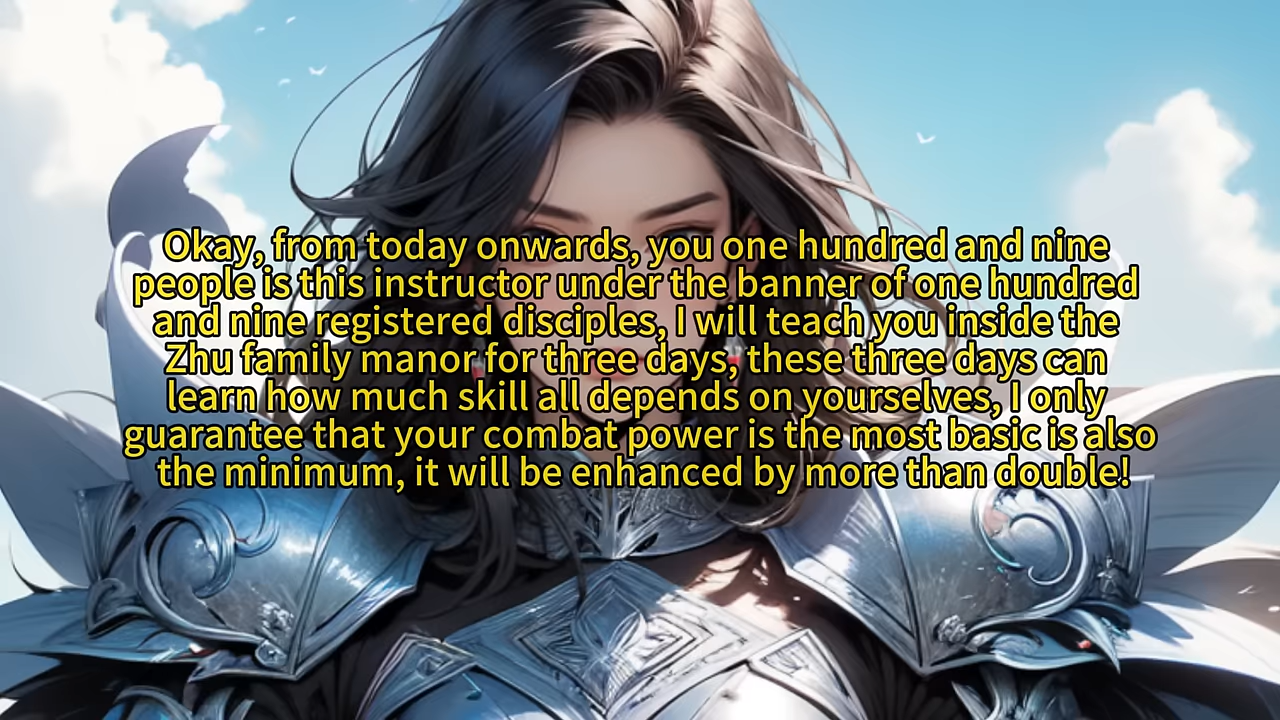 Okay, from today onwards, you one hundred and nine
people is this instructor under the banner of one hundred
and nine registered disciples, I will teach you inside the
Zhu family manor for three days, these three days can
learn how much skill all depends on yourselves, I only
guarantee that your combat power is the most basic is also
the minimum, it will be enhanced by more than double!